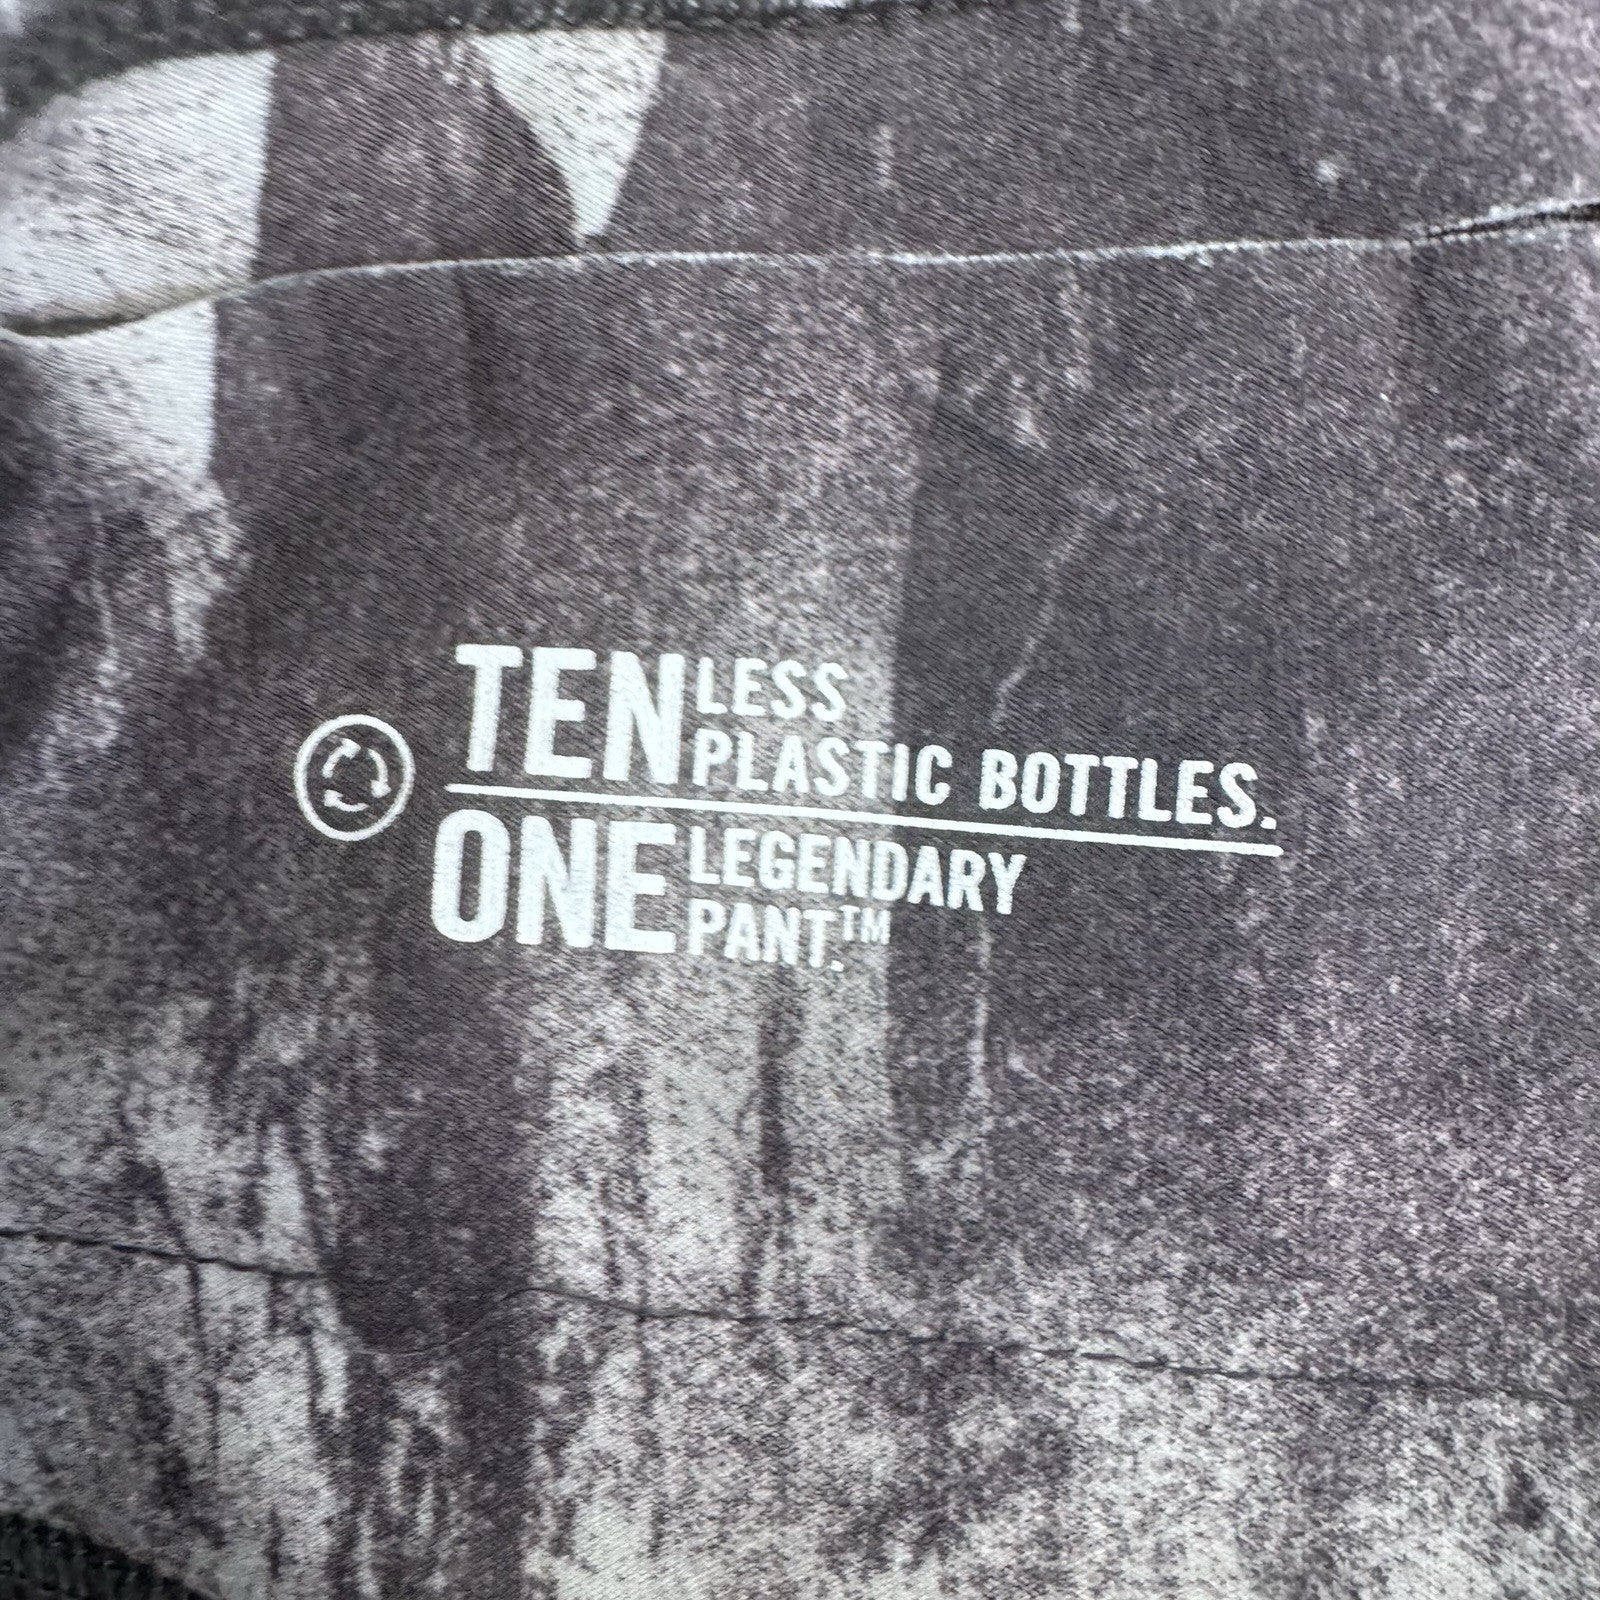 TEN LESS
PLASTIC BOTTLES.
ONE LEGENDARY
PANT.™